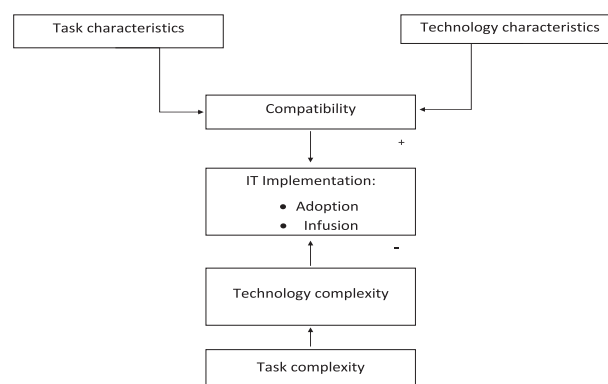 Task characteristics
Technology characteristics
Compatibility
+
IT Implementation:
• Adoption
• Infusion
-
Technology complexity
Task complexity